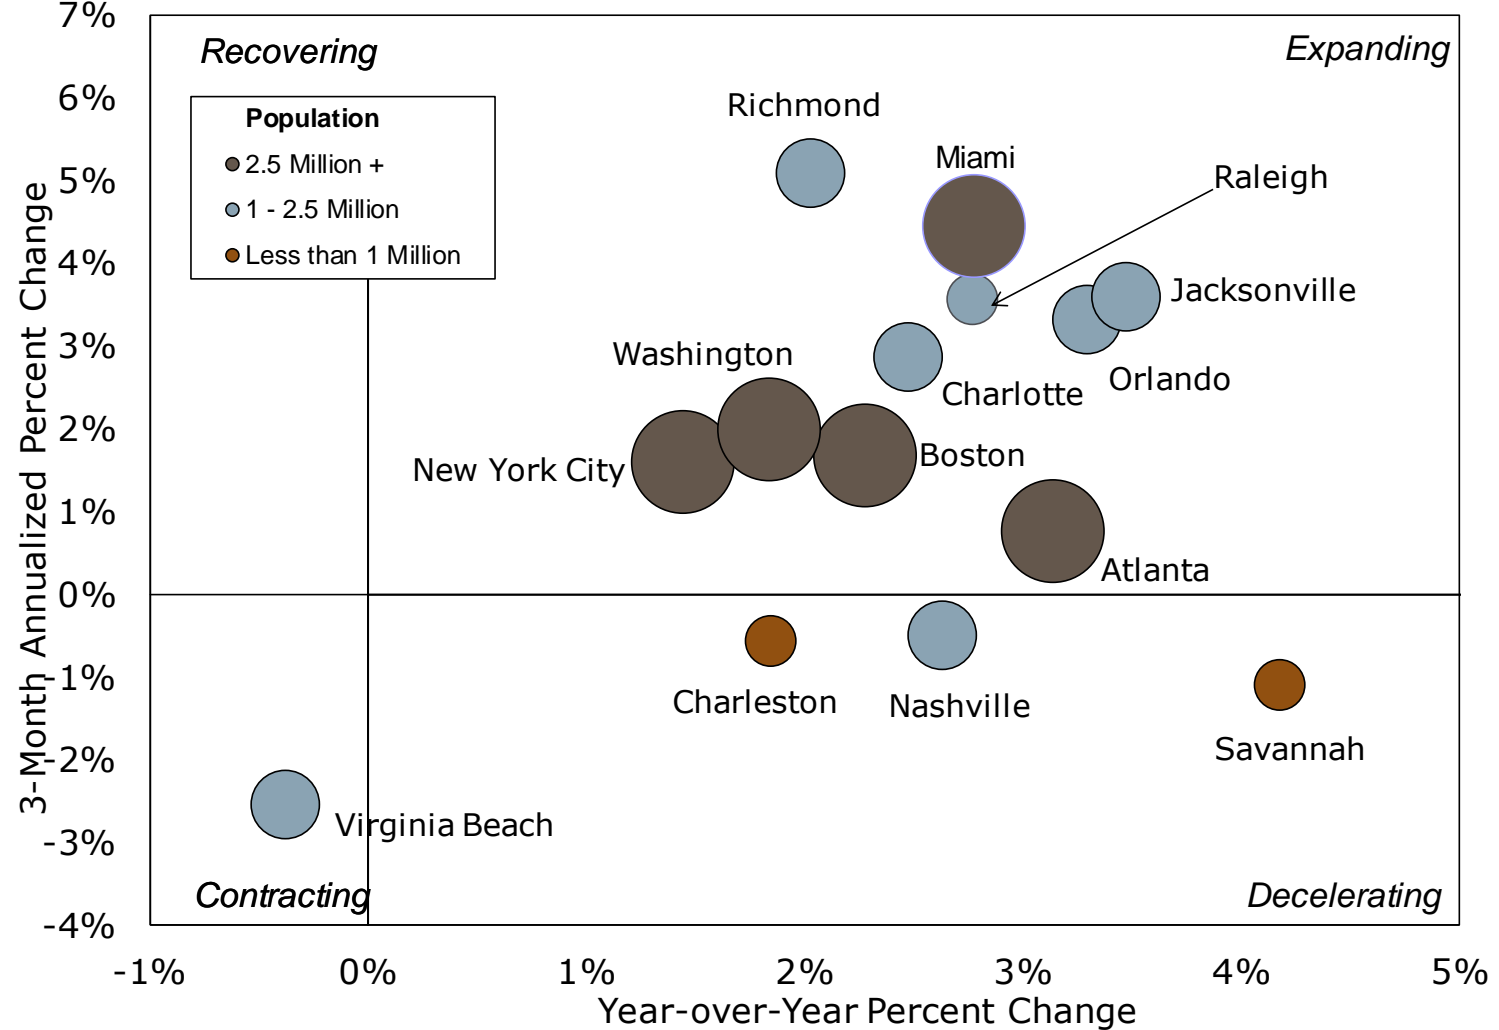 7%
Recovering
Expanding
6%
Richmond
Population
2.5 Million +
Miami
5%
Raleigh
1 - 2.5 Million
Less than 1 Million
4%
Jacksonville
3%
Washington
Orlando
Charlotte
2%
Boston
New York City
1%
Atlanta
0%
-1%
Charleston
Nashville
Savannah
-2%
Virginia Beach
-3%
Contracting
Decelerating
-4%
3-Month Annualized Percent Change
-1% 0% 1% 2% 3% 4% 5%
Year-over-Year Percent Change